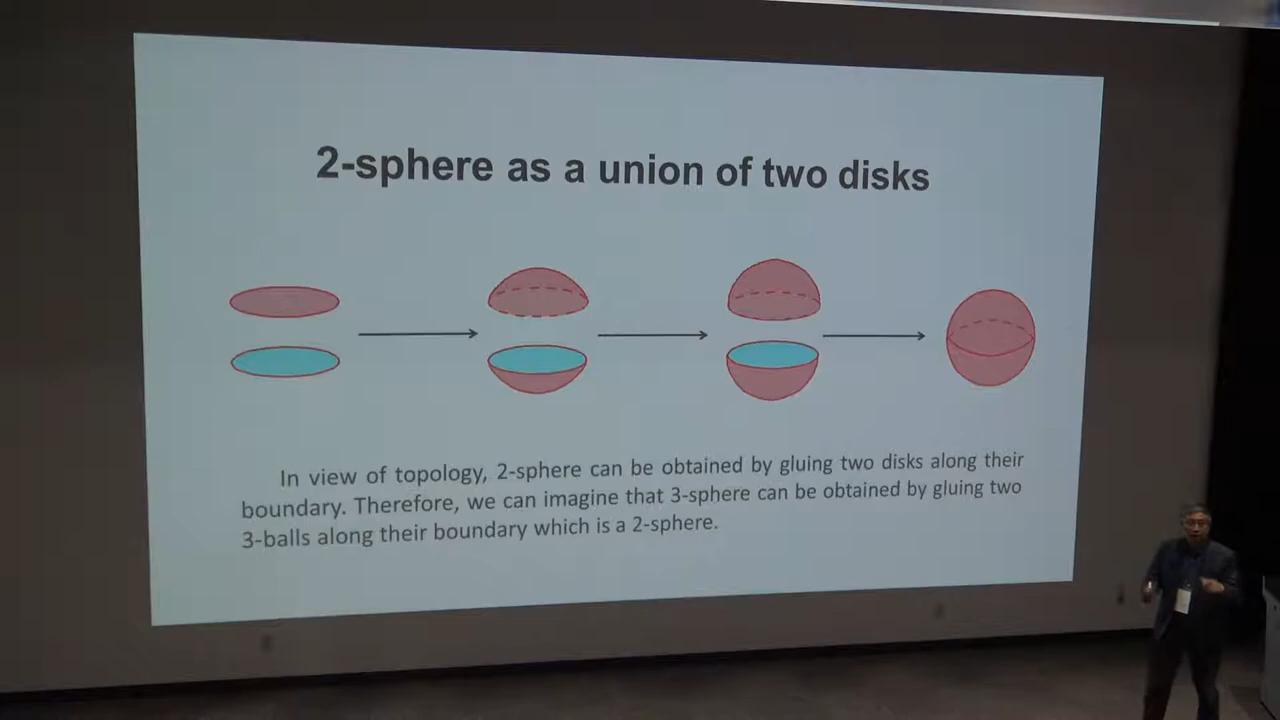 2-sphere as a union of two disks
In view of topology, 2-sphere can be obtained by gluing two disks along their
boundary. Therefore, we can imagine that 3-sphere can be obtained by gluing two
3-balls along their boundary which is a 2-sphere.